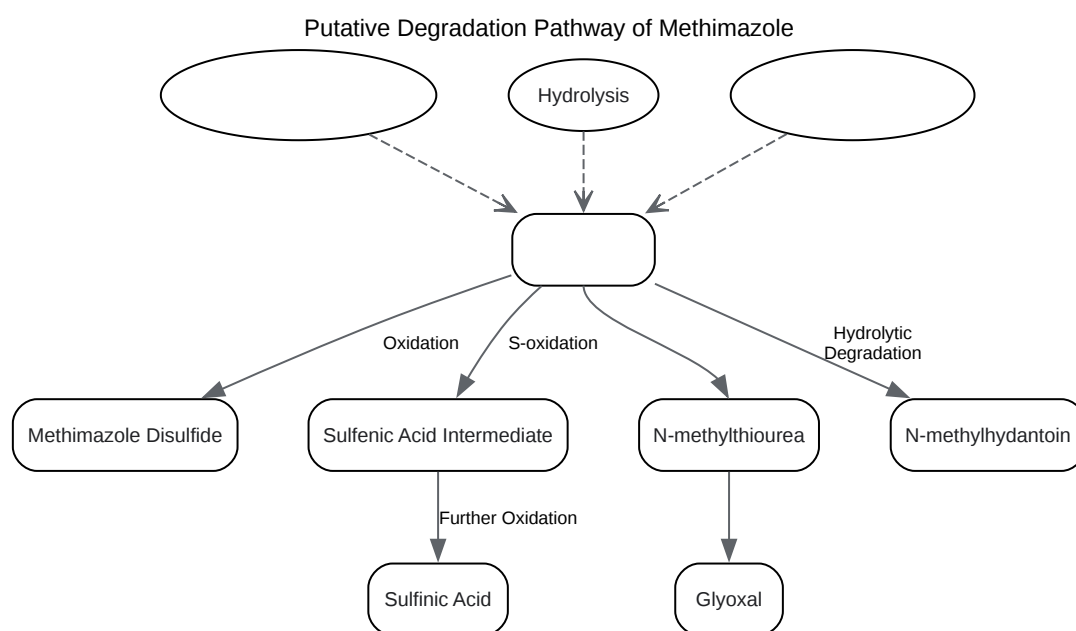 Putative Degradation Pathway of Methimazole
Hydrolysis
Oxidation
S-oxidation
Hydrolytic
Degradation
Methimazole Disulfide
Sulfenic Acid Intermediate
N-methylthiourea
N-methylhydantoin
Further Oxidation
Sulfinic Acid
Glyoxal